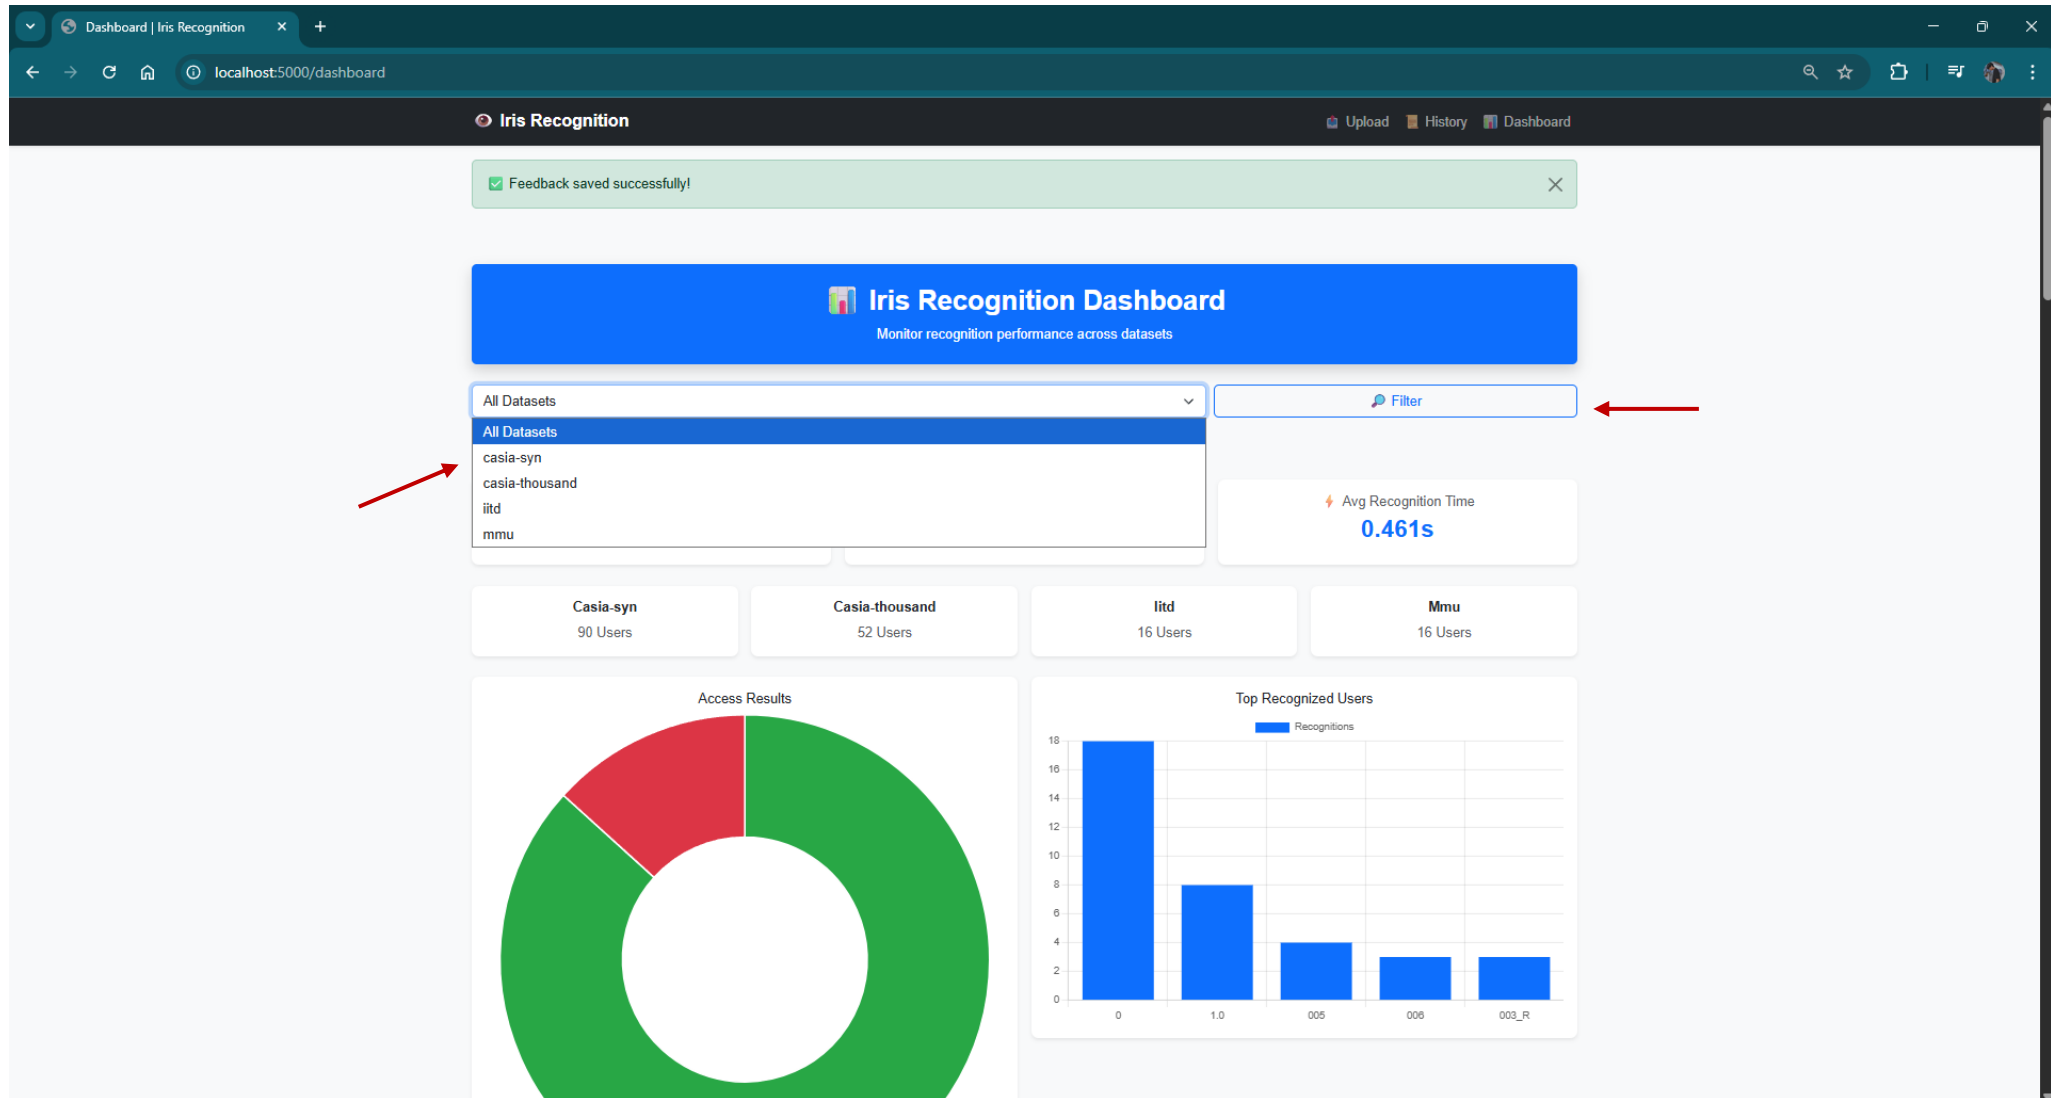 Dashboard | Iris Recognition
localhost:5000/dashboard
Iris Recognition
Upload
History
Dashboard
Feedback saved successfully!
Iris Recognition Dashboard
Monitor recognition performance across datasets
All Datasets
Filter
All Datasets
casia-syn
casia-thousand
iitd
mmu
Avg Recognition Time
0.461s
Casia-syn
90 Users
Casia-thousand
52 Users
Iitd
16 Users
Mmu
16 Users
Access Results
Top Recognized Users
Recognitions
18
16
14
12
10
8
6
4
2
0
0
1.0
005
006
003_R